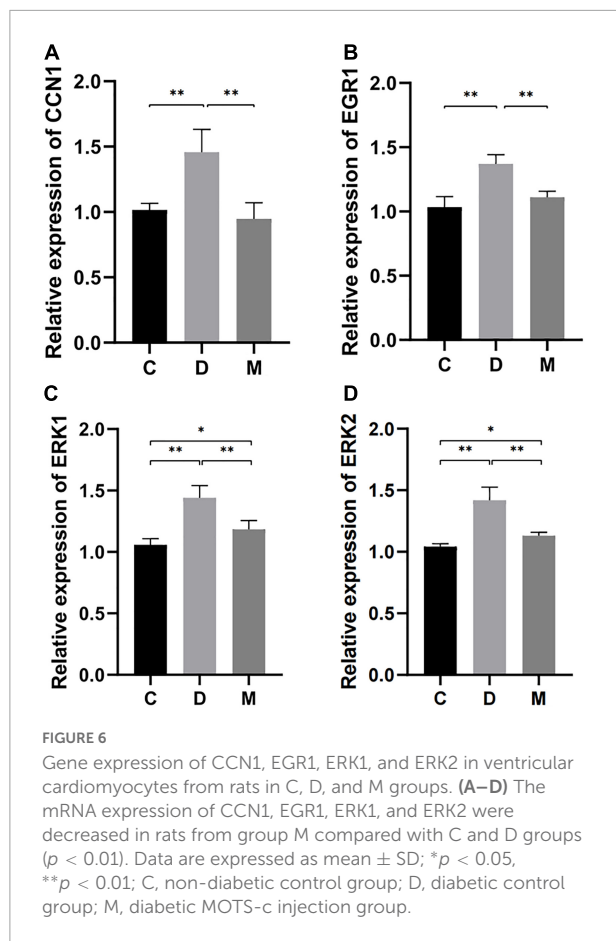 A
Relative expression of CCN1
2.0
1.5
1.0
0.5
0.0
** **
C D M
B
Relative expression of EGR1
2.0
1.5
1.0
0.5
0.0
** **
C D M
C
Relative expression of ERK1
2.0
1.5
1.0
0.5
0.0
*
** **
C D M
D
Relative expression of ERK2
2.0
1.5
1.0
0.5
0.0
*
** **
C D M
FIGURE 6
Gene expression of CCN1, EGR1, ERK1, and ERK2 in ventricular
cardiomyocytes from rats in C, D, and M groups. (A–D) The
mRNA expression of CCN1, EGR1, ERK1, and ERK2 were
decreased in rats from group M compared with C and D groups
(p < 0.01). Data are expressed as mean ± SD; *p < 0.05,
**p < 0.01; C, non-diabetic control group; D, diabetic control
group; M, diabetic MOTS-c injection group.